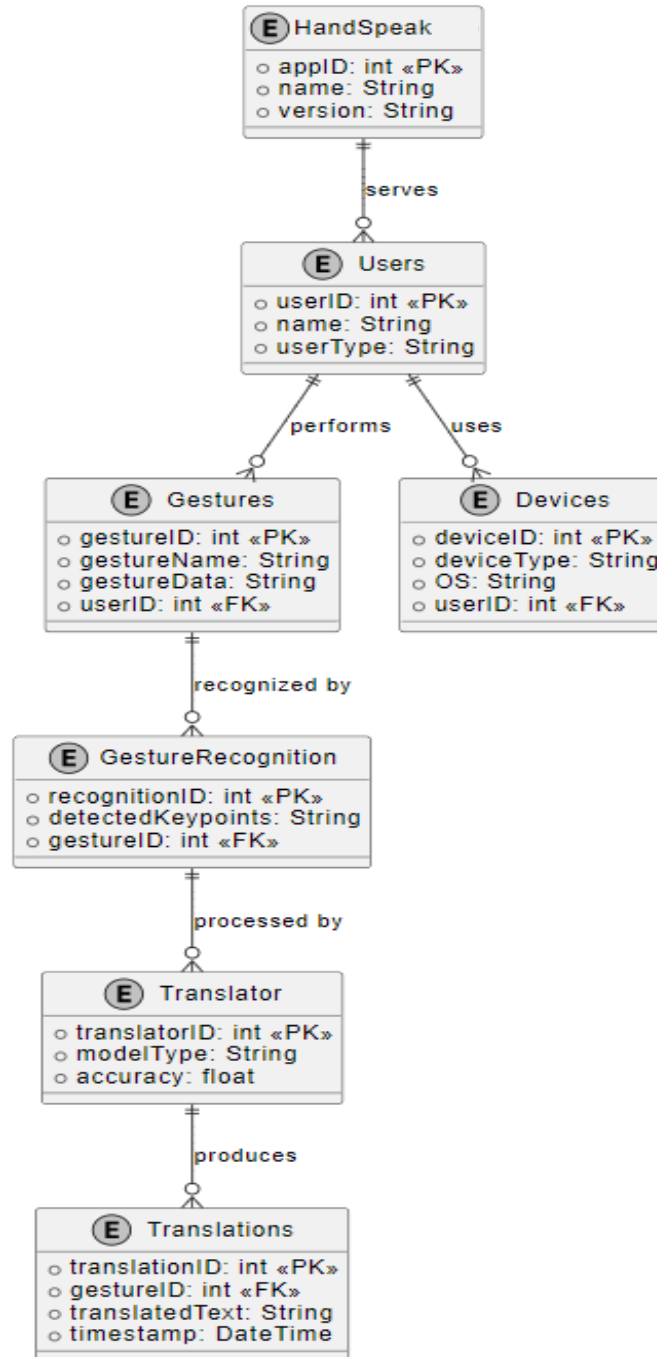 E HandSpeak
appID: int «PK»
name: String
version: String
serves
E Users
userID: int «PK»
name: String
userType: String
performs
uses
E Gestures
gestureID: int «PK»
gestureName: String
gestureData: String
userID: int «FK»
E Devices
deviceID: int «PK»
deviceType: String
OS: String
userID: int «FK»
recognized by
E GestureRecognition
recognitionID: int «PK»
detectedKeypoints: String
gestureID: int «FK»
processed by
E Translator
translatorID: int «PK»
modelType: String
accuracy: float
produces
E Translations
translationID: int «PK»
gestureID: int «FK»
translatedText: String
timestamp: DateTime